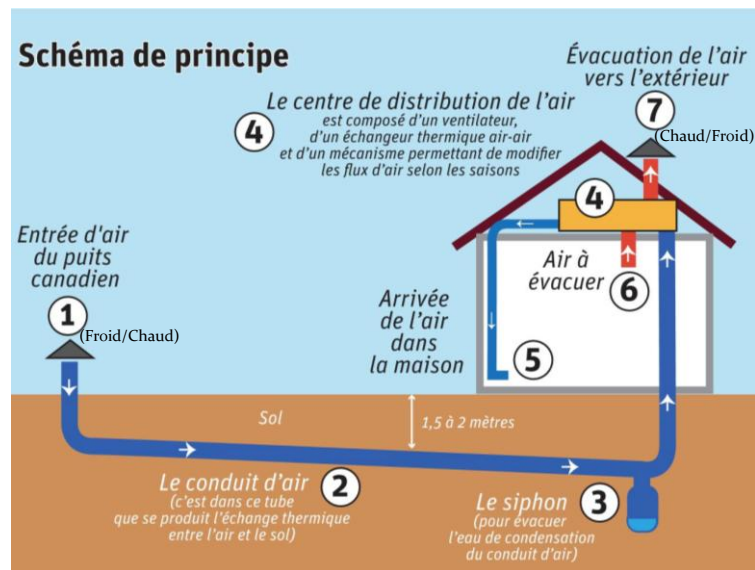 Schéma de principe
Évacuation de l'air
vers l'extérieur
7
(Chaud/Froid)
4
Le centre de distribution de l'air
est composé d'un ventilateur,
d'un échangeur thermique air-air
et d'un mécanisme permettant de modifier
les flux d'air selon les saisons
4
Entrée d'air
du puits
canadien
1
(Froid/Chaud)
Air à
évacuer
6
Arrivée
de l'air
dans
la maison
5
Sol
1,5 à 2 mètres
Le conduit d'air
(c'est dans ce tube
que se produit l'échange thermique
entre l'air et le sol)
2
Le siphon
(pour évacuer
l'eau de condensation
du conduit d'air)
3